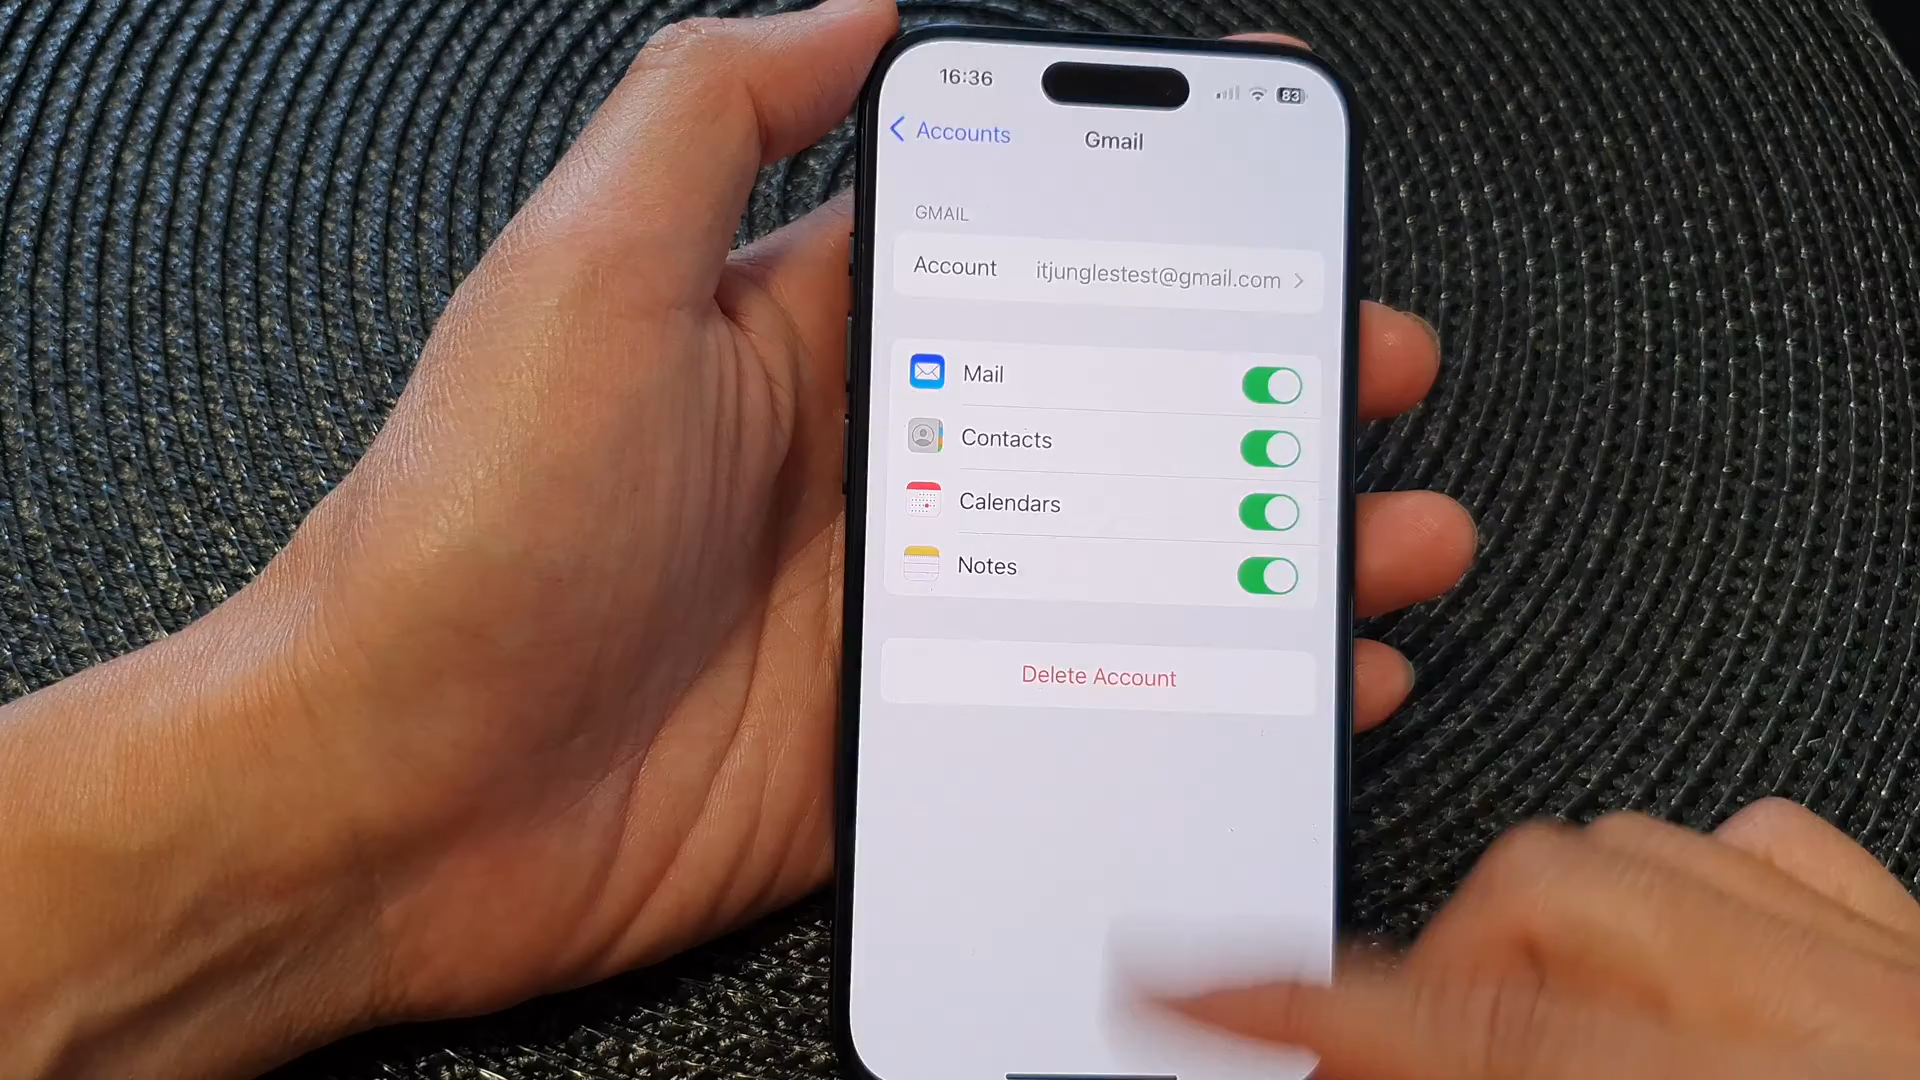 16:36
83
Accounts
Gmail
GMAIL
Account itjunglestest@gmail.com
Mail
Contacts
Calendars
Notes
Delete Account